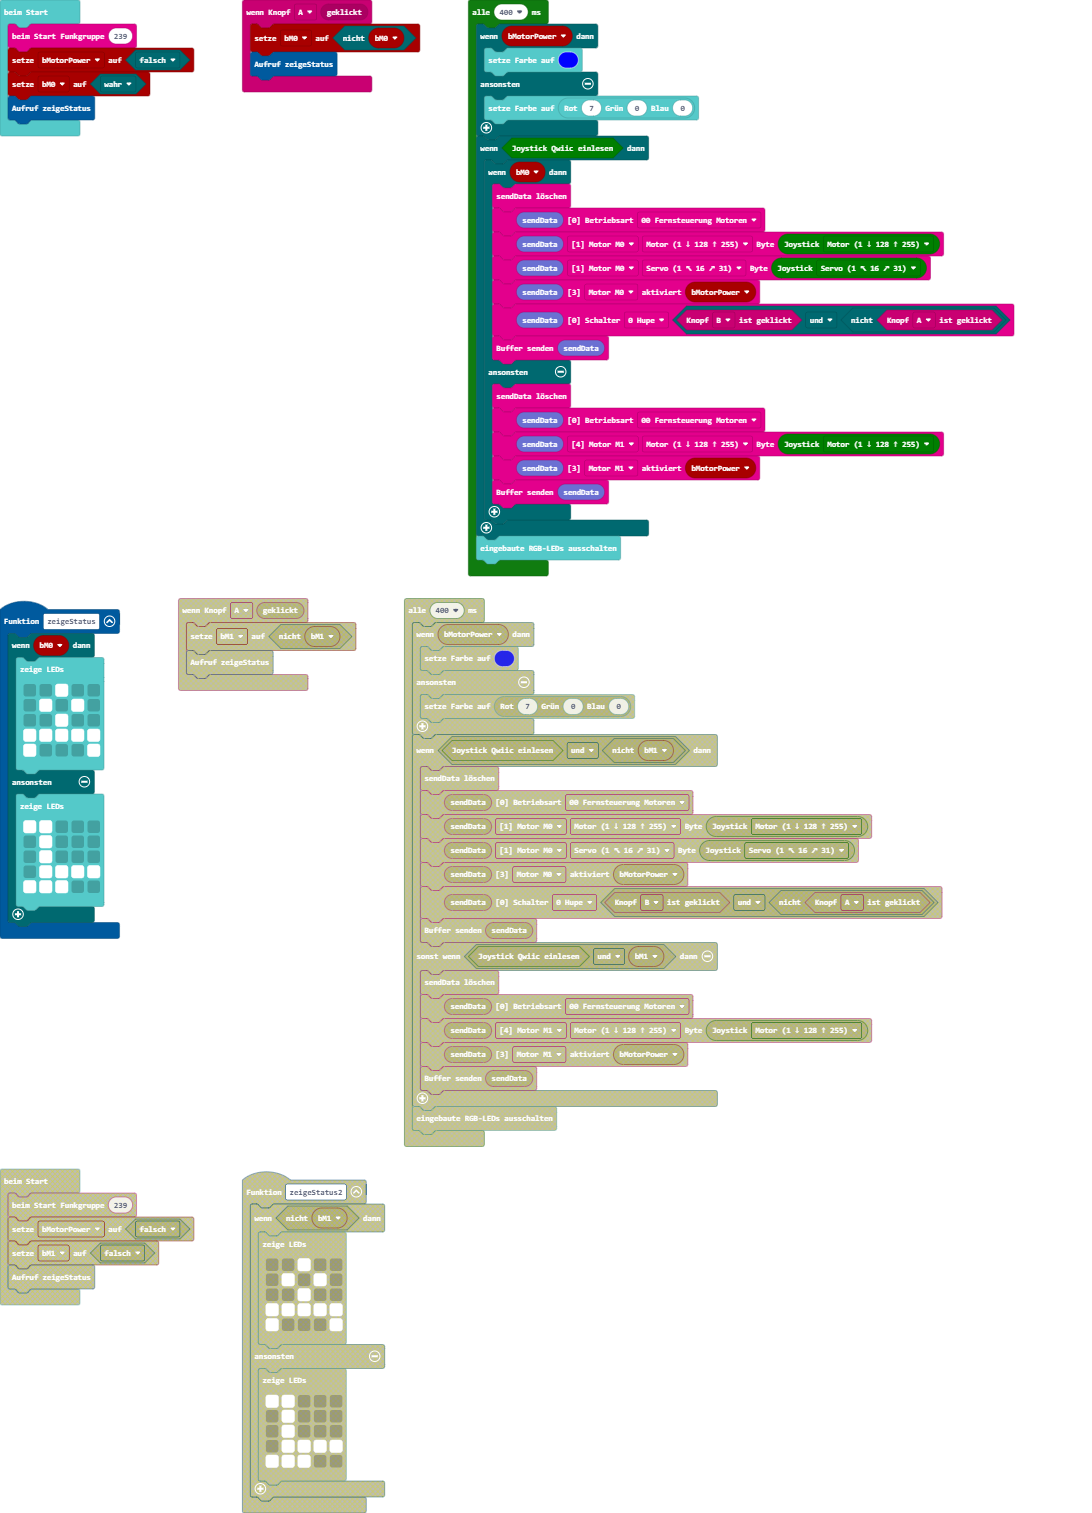 beim Start
beim Start Funkgruppe 239
setze bMotorPower auf falsch
setze bM0 auf wahr
Aufruf zeigeStatus
wenn Knopf A geklickt
setze bM0 auf nicht bM0
Aufruf zeigeStatus
alle 400 ms
wenn bMotorPower dann
setze Farbe auf
ansonsten
setze Farbe auf Rot 7 Grün 0 Blau 0
wenn Joystick Qwiic einlesen dann
wenn bM0 dann
sendData löschen
sendData [0] Betriebsart 00 Fernsteuerung Motoren
sendData [1] Motor M0 Motor (1 ↓ 128 ↑ 255) Byte Joystick Motor (1 ↓ 128 ↑ 255)
sendData [1] Motor M0 Servo (1 ↖ 16 ↗ 31) Byte Joystick Servo (1 ↖ 16 ↗ 31)
sendData [3] Motor M0 aktiviert bMotorPower
sendData [0] Schalter 0 Hupe Knopf B ist geklickt und nicht Knopf A ist geklickt
Buffer senden sendData
ansonsten
sendData löschen
sendData [0] Betriebsart 00 Fernsteuerung Motoren
sendData [4] Motor M1 Motor (1 ↓ 128 ↑ 255) Byte Joystick Motor (1 ↓ 128 ↑ 255)
sendData [3] Motor M1 aktiviert bMotorPower
Buffer senden sendData
eingebaute RGB-LEDs ausschalten
Funktion zeigeStatus
wenn bM0 dann
zeige LEDs
ansonsten
zeige LEDs
wenn Knopf A geklickt
setze bM1 auf nicht bM1
Aufruf zeigeStatus
alle 400 ms
wenn bMotorPower dann
setze Farbe auf
ansonsten
setze Farbe auf Rot 7 Grün 0 Blau 0
wenn Joystick Qwiic einlesen und nicht bM1 dann
sendData löschen
sendData [0] Betriebsart 00 Fernsteuerung Motoren
sendData [1] Motor M0 Motor (1 ↓ 128 ↑ 255) Byte Joystick Motor (1 ↓ 128 ↑ 255)
sendData [1] Motor M0 Servo (1 ↖ 16 ↗ 31) Byte Joystick Servo (1 ↖ 16 ↗ 31)
sendData [3] Motor M0 aktiviert bMotorPower
sendData [0] Schalter 0 Hupe Knopf B ist geklickt und nicht Knopf A ist geklickt
Buffer senden sendData
sonst wenn Joystick Qwiic einlesen und bM1 dann
sendData löschen
sendData [0] Betriebsart 00 Fernsteuerung Motoren
sendData [4] Motor M1 Motor (1 ↓ 128 ↑ 255) Byte Joystick Motor (1 ↓ 128 ↑ 255)
sendData [3] Motor M1 aktiviert bMotorPower
Buffer senden sendData
eingebaute RGB-LEDs ausschalten
beim Start
beim Start Funkgruppe 239
setze bMotorPower auf falsch
setze bM1 auf falsch
Aufruf zeigeStatus
Funktion zeigeStatus2
wenn nicht bM1 dann
zeige LEDs
ansonsten
zeige LEDs